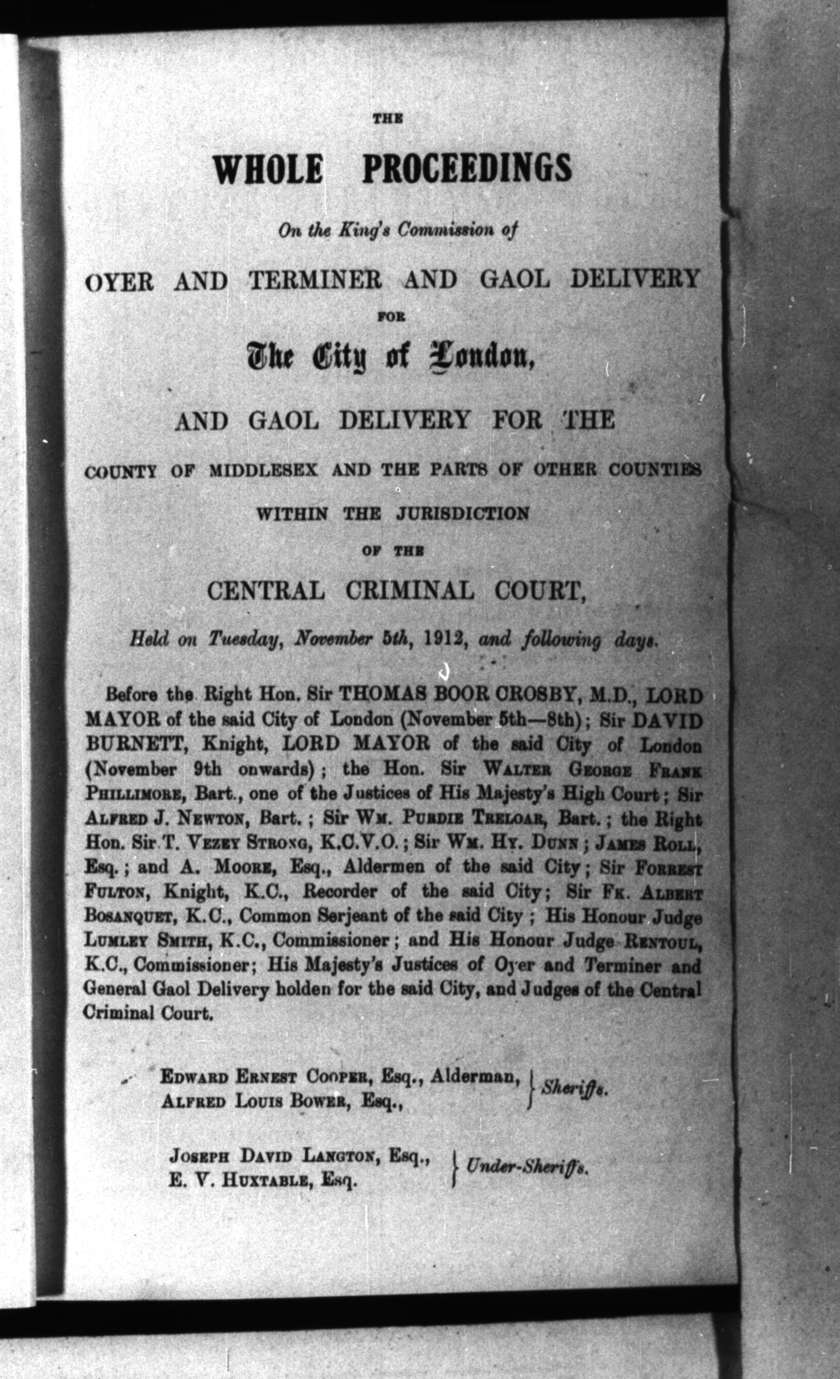 THE
WHOLE PROCEEDINGS
On the King's Commission of
OYER AND TERMINER AND GAOL DELIVERY
FOR
The City of London,
AND GAOL DELIVERY FOR THE
COUNTY OF MIDDLESEX AND THE PARTS OF OTHER COUNTIES
WITHIN THE JURISDICTION
OF THE
CENTRAL CRIMINAL COURT,
Held on Tuesday, November 5th, 1912, and following days.
Before the Right Hon. Sir THOMAS BOOR CROSBY, M.D., LORD
MAYOR of the said City of London (November 5th—8th); Sir DAVID
BURNETT, Knight, LORD MAYOR of the said City of London
(November 9th onwards); the Hon. Sir WALTER GEORGE FRANK
PHILLIMORE, Bart., one of the Justices of His Majesty's High Court; Sir
ALFRED J. NEWTON, Bart.; Sir WM. PURDIE TRELOAR, Bart.; the Right
Hon. Sir T. VEZEY STRONG, K.C.V.O.; Sir WM. HY. DUNN; JAMES ROLL,
Esq.; and A. MOORE, Esq., Aldermen of the said City; Sir FORREST
FULTON, Knight, K.C., Recorder of the said City; Sir FK. ALBERT
BOSANQUET, K.C., Common Serjeant of the said City; His Honour Judge
LUMLEY SMITH, K.C., Commissioner; and His Honour Judge RENTOUL,
K.C., Commissioner; His Majesty's Justices of Oyer and Terminer and
General Gaol Delivery holden for the said City, and Judges of the Central
Criminal Court.
EDWARD ERNEST COOPER, Esq., Alderman,
ALFRED LOUIS BOWER, Esq.,
Sheriffs.
JOSEPH DAVID LANGTON, Esq.,
E. V. HUXTABLE, Esq.
Under-Sheriffs.